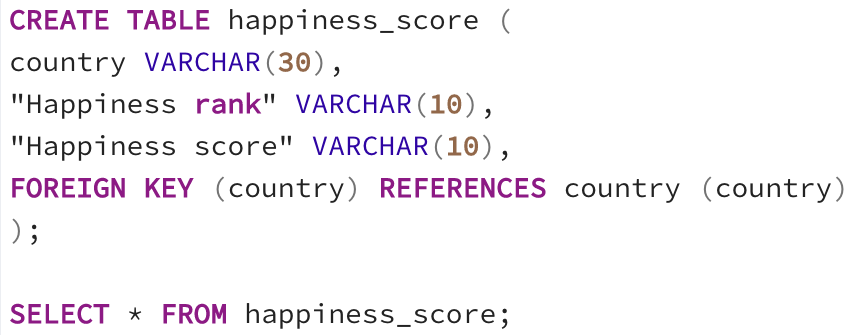 CREATE TABLE happiness_score (
country VARCHAR(30),
"Happiness rank" VARCHAR(10),
"Happiness score" VARCHAR(10),
FOREIGN KEY (country) REFERENCES country (country)
);
SELECT * FROM happiness_score;